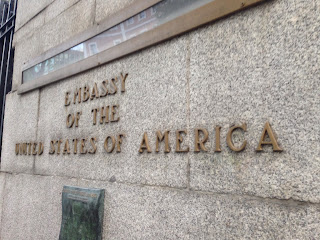 EMBASSY
OF THE
UNITED STATES OF AMERICA